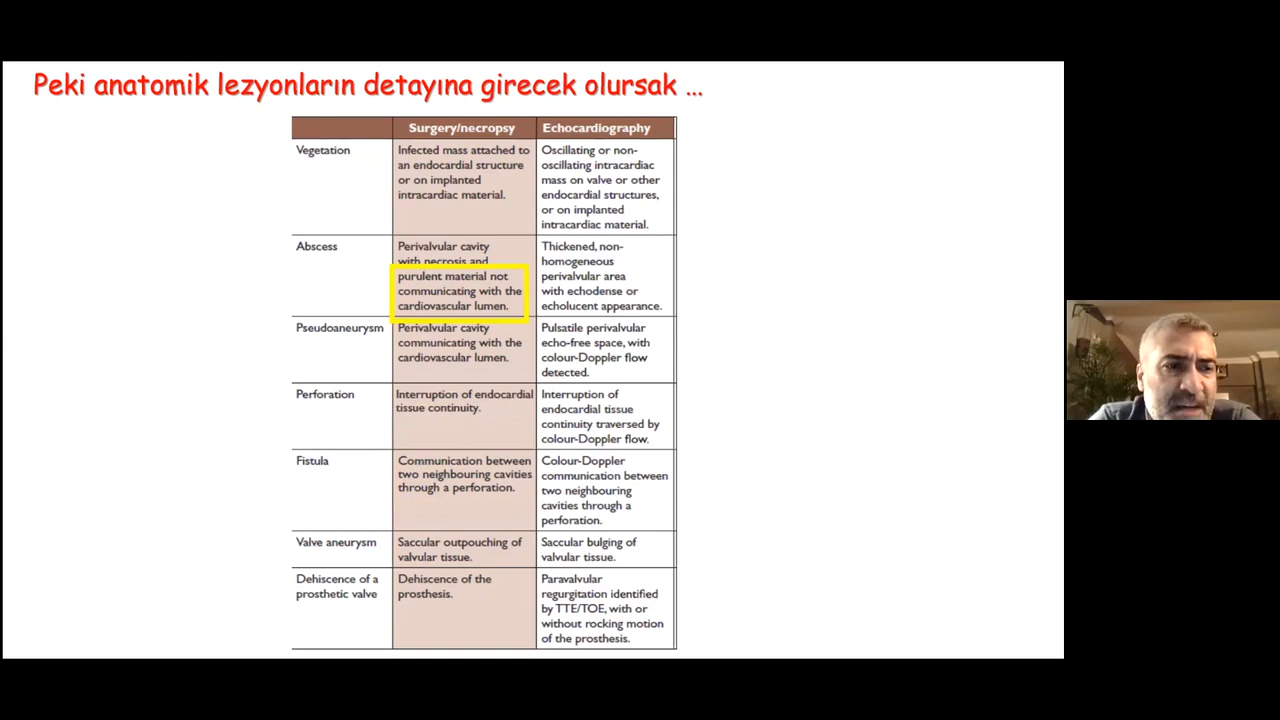 Peki anatomik lezyonların detayına girecek olursak ...
Surgery/necropsy
Echocardiography
Vegetation
Infected mass attached to
an endocardial structure
or on implanted
intracardiac material.
Oscillating or non-
oscillating intracardiac
mass on valve or other
endocardial structures,
or on implanted
intracardiac material.
Abscess
Perivalvular cavity
with necrosis and
purulent material not
communicating with the
cardiovascular lumen.
Thickened, non-
homogeneous
perivalvular area
with echodense or
echolucent appearance.
Pseudoaneurysm
Perivalvular cavity
communicating with the
cardiovascular lumen.
Pulsatile perivalvular
echo-free space, with
colour-Doppler flow
detected.
Perforation
Interruption of endocardial
tissue continuity.
Interruption of
endocardial tissue
continuity traversed by
colour-Doppler flow.
Fistula
Communication between
two neighbouring cavities
through a perforation.
Colour-Doppler
communication between
two neighbouring
cavities through a
perforation.
Valve aneurysm
Saccular outpouching of
valvular tissue.
Saccular bulging of
valvular tissue.
Dehiscence of a
prosthetic valve
Dehiscence of the
prosthesis.
Paravalvular
regurgitation identified
by TTE/TOE, with or
without rocking motion
of the prosthesis.